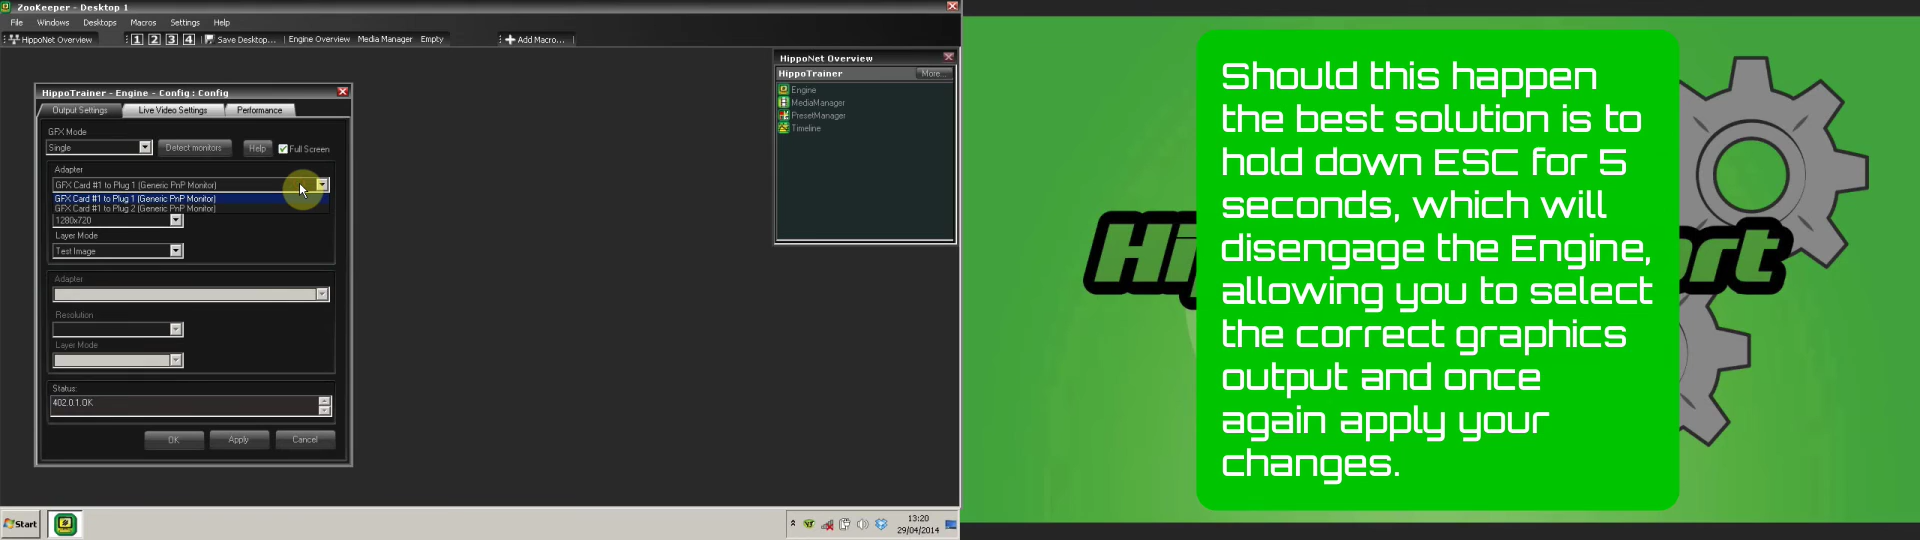 ZooKeeper - Desktop 1
File Windows Desktops Macros Settings Help
HippoNet Overview 1 2 3 4 Save Desktop... Engine Overview Media Manager Empty Add Macro...
HippoTrainer - Engine - Config : Config
Output Settings Live Video Settings Performance
GFX Mode
Single Detect monitors Help Full Screen
Adapter
GFX Card #1 to Plug 1 (Generic PnP Monitor)
GFX Card #1 to Plug 1 (Generic PnP Monitor)
GFX Card #1 to Plug 2 (Generic PnP Monitor)
1280x720
Layer Mode
Test Image
Adapter
Resolution
Layer Mode
Status:
402.0.1.OK
OK Apply Cancel
HippoNet Overview
HippoTrainer More...
Engine
MediaManager
PresetManager
Timeline
Start
13:20
29/04/2014
Should this happen
the best solution is to
hold down ESC for 5
seconds, which will
disengage the Engine,
allowing you to select
the correct graphics
output and once
again apply your
changes.